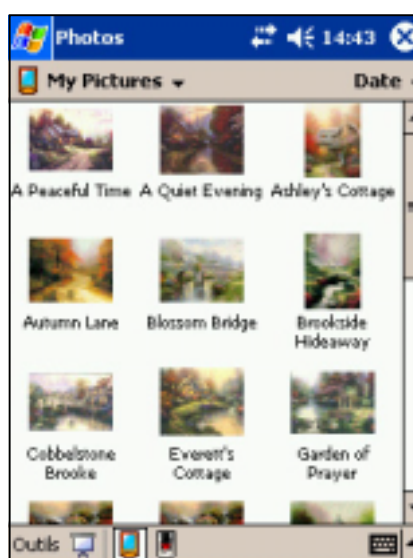 Photos 14:43
My Pictures Date
A Peaceful Time A Quiet Evening Ashley's Cottage
Autumn Lane Blossom Bridge Brookside
Hideaway
Cobbelstone Everett's Garden of
Brooke Cottage Prayer
Outils